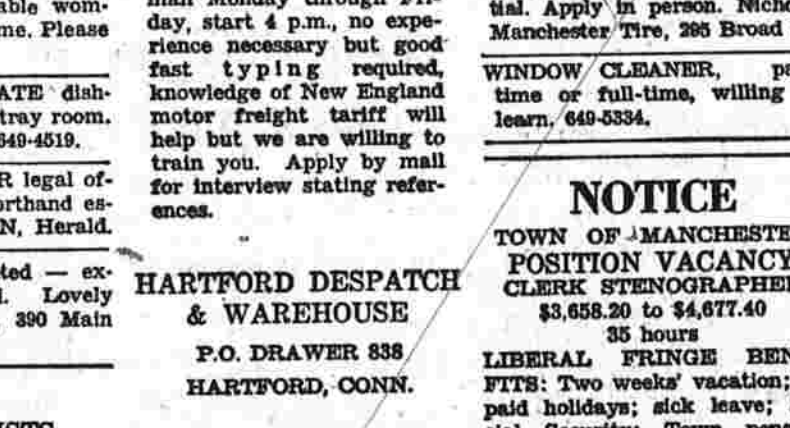 able wom-
me. Please
ATE dish-
tray room.
649-4519.
R legal of-
orthand es-
N, Herald.
ted — ex-
Lovely
390 Main
day, start 4 p.m., no expe-
rience necessary but good
fast typing required,
knowledge of New England
motor freight tariff will
help but we are willing to
train you. Apply by mail
for interview stating refer-
ences.
HARTFORD DESPATCH
& WAREHOUSE
P.O. DRAWER 838
HARTFORD, CONN.
tial. Apply in person. Nicho
Manchester Tire, 295 Broad
WINDOW CLEANER, pa
time or full-time, willing
learn. 649-5334.
NOTICE
TOWN OF MANCHESTE
POSITION VACANCY
CLERK STENOGRAPHE
$3,658.20 to $4,677.40
35 hours
LIBERAL FRINGE BEN
FITS: Two weeks' vacation;
paid holidays; sick leave;